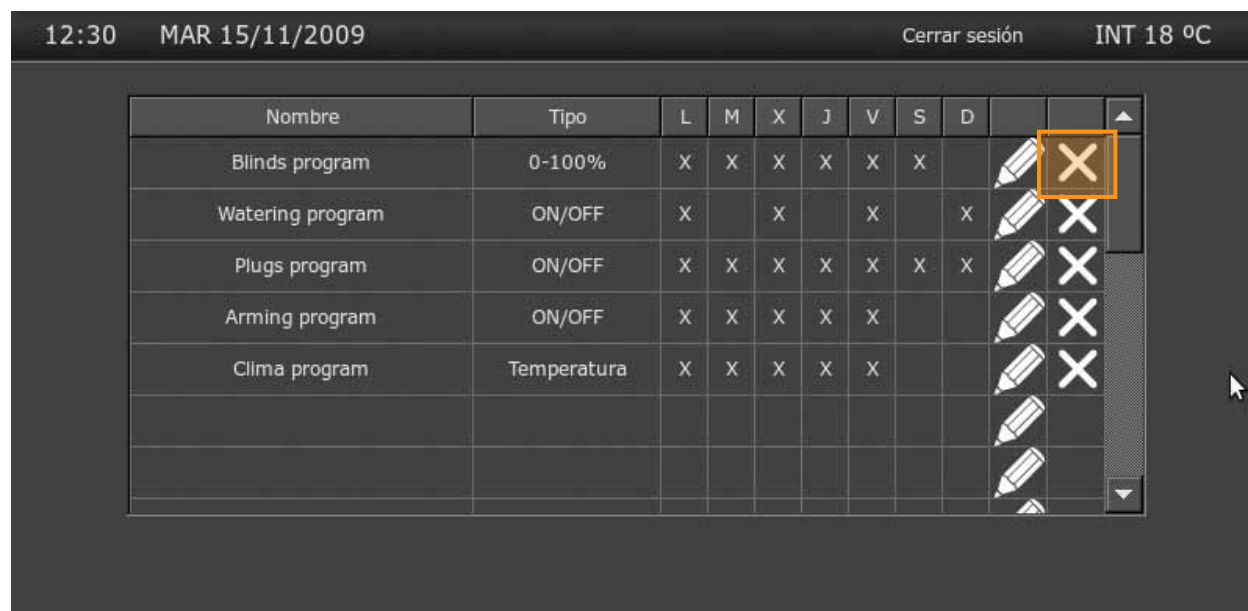 12:30 MAR 15/11/2009 Cerrar sesión INT 18 ºC
Nombre Tipo L M X J V S D
Blinds program 0-100% X X X X X X
Watering program ON/OFF X X X X
Plugs program ON/OFF X X X X X X X
Arming program ON/OFF X X X X X
Clima program Temperatura X X X X X